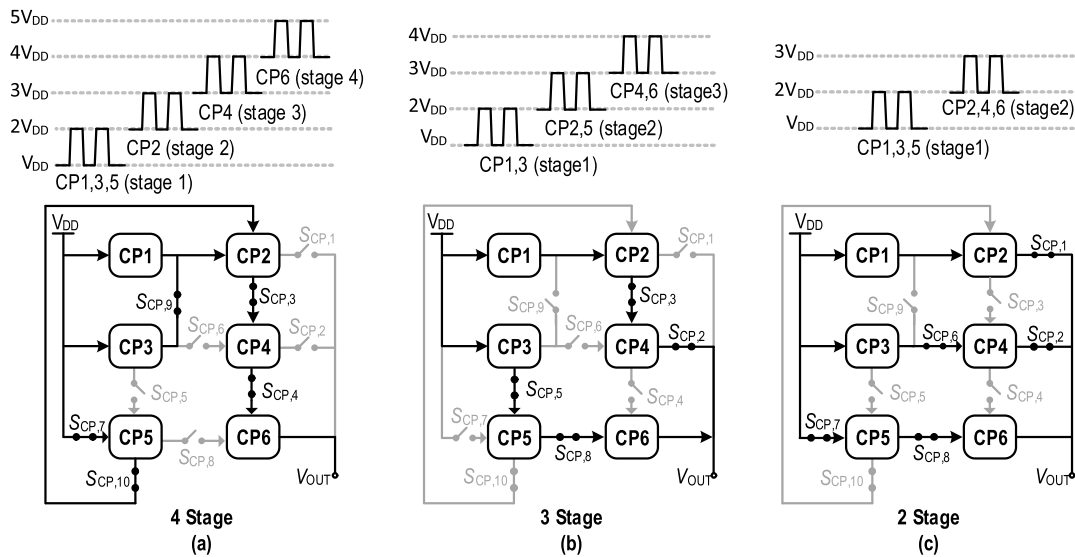 5VDD
4VDD
CP6 (stage 4)
3VDD
CP4 (stage 3)
2VDD
CP2 (stage 2)
VDD
CP1,3,5 (stage 1)
VDD
CP1
CP2
SCP,1
SCP,9
SCP,3
SCP,6
SCP,2
CP3
CP4
SCP,5
SCP,4
SCP,7
CP5
CP6
SCP,8
SCP,10
VOUT
4 Stage
(a)
4VDD
3VDD
CP4,6 (stage3)
2VDD
CP2,5 (stage2)
VDD
CP1,3 (stage1)
VDD
CP1
CP2
SCP,1
SCP,9
SCP,3
SCP,6
SCP,2
CP3
CP4
SCP,5
SCP,4
SCP,7
CP5
CP6
SCP,8
SCP,10
VOUT
3 Stage
(b)
3VDD
2VDD
CP2,4,6 (stage2)
VDD
CP1,3,5 (stage1)
VDD
CP1
CP2
SCP,1
SCP,9
SCP,3
SCP,6
SCP,2
CP3
CP4
SCP,5
SCP,4
SCP,7
CP5
CP6
SCP,8
SCP,10
VOUT
2 Stage
(c)